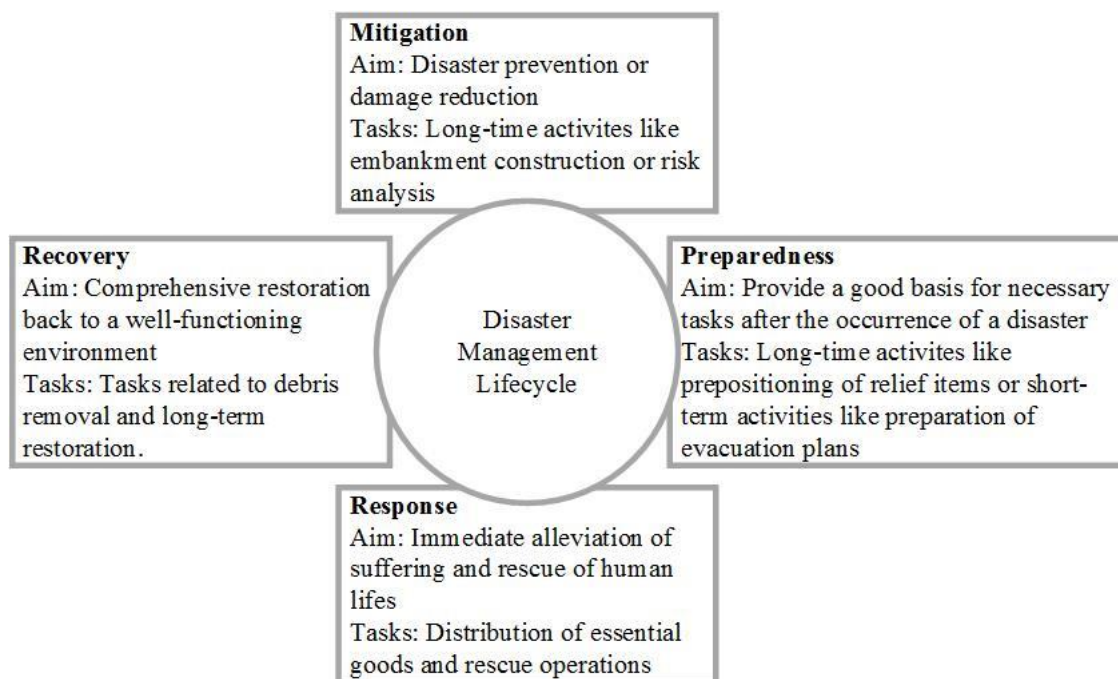 Mitigation
Aim: Disaster prevention or
damage reduction
Tasks: Long-time activites like
embankment construction or risk
analysis
Recovery
Aim: Comprehensive restoration
back to a well-functioning
environment
Tasks: Tasks related to debris
removal and long-term
restoration.
Disaster
Management
Lifecycle
Preparedness
Aim: Provide a good basis for necessary
tasks after the occurrence of a disaster
Tasks: Long-time activites like
prepositioning of relief items or short-
term activities like preparation of
evacuation plans
Response
Aim: Immediate alleviation of
suffering and rescue of human
lifes
Tasks: Distribution of essential
goods and rescue operations